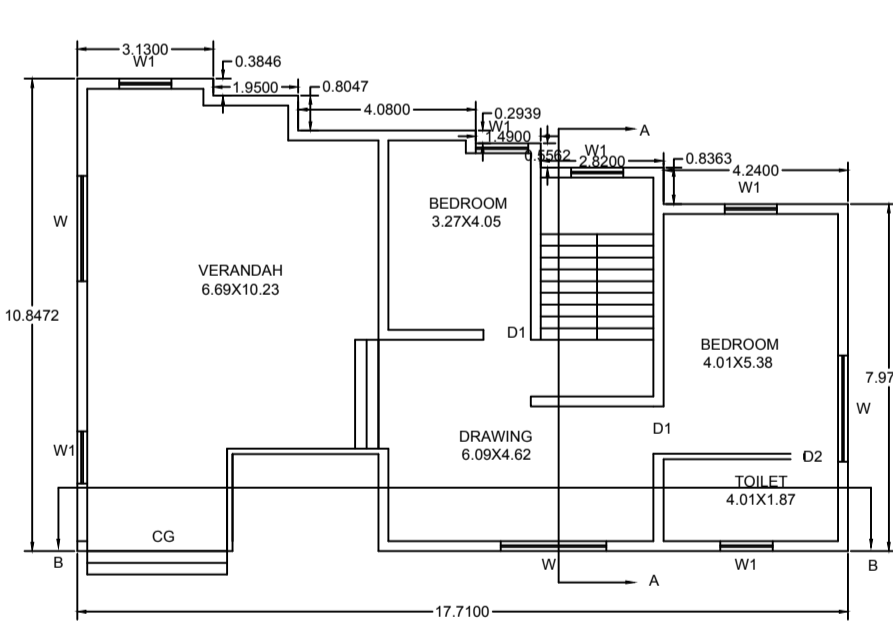 3.1300
W1
0.3846
1.9500
0.8047
4.0800
0.2939
W1
1.4900
A
0.5562
W1
2.8200
0.8363
4.2400
W1
BEDROOM
3.27X4.05
W
VERANDAH
6.69X10.23
10.8472
D1
BEDROOM
4.01X5.38
7.97
W
DRAWING
6.09X4.62
D1
W1
D2
TOILET
4.01X1.87
CG
B
W
W1
B
A
17.7100